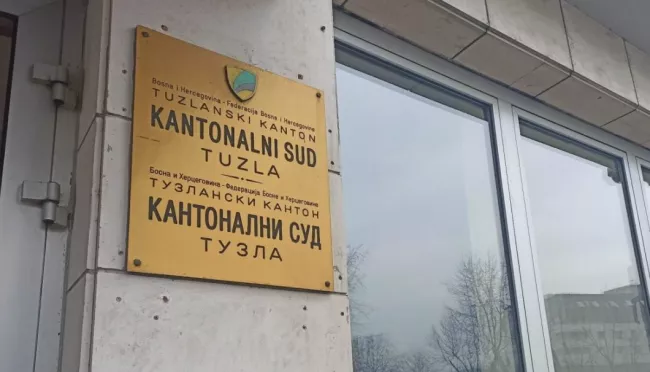 Bosna i Hercegovina - Federacija Bosne i Hercegovine
TUZLANSKI KANTON
KANTONALNI SUD
TUZLA
Босна и Херцеговина - Федерација Босне и Херцеговине
ТУЗЛАНСКИ КАНТОН
КАНТОНАЛНИ СУД
ТУЗЛА